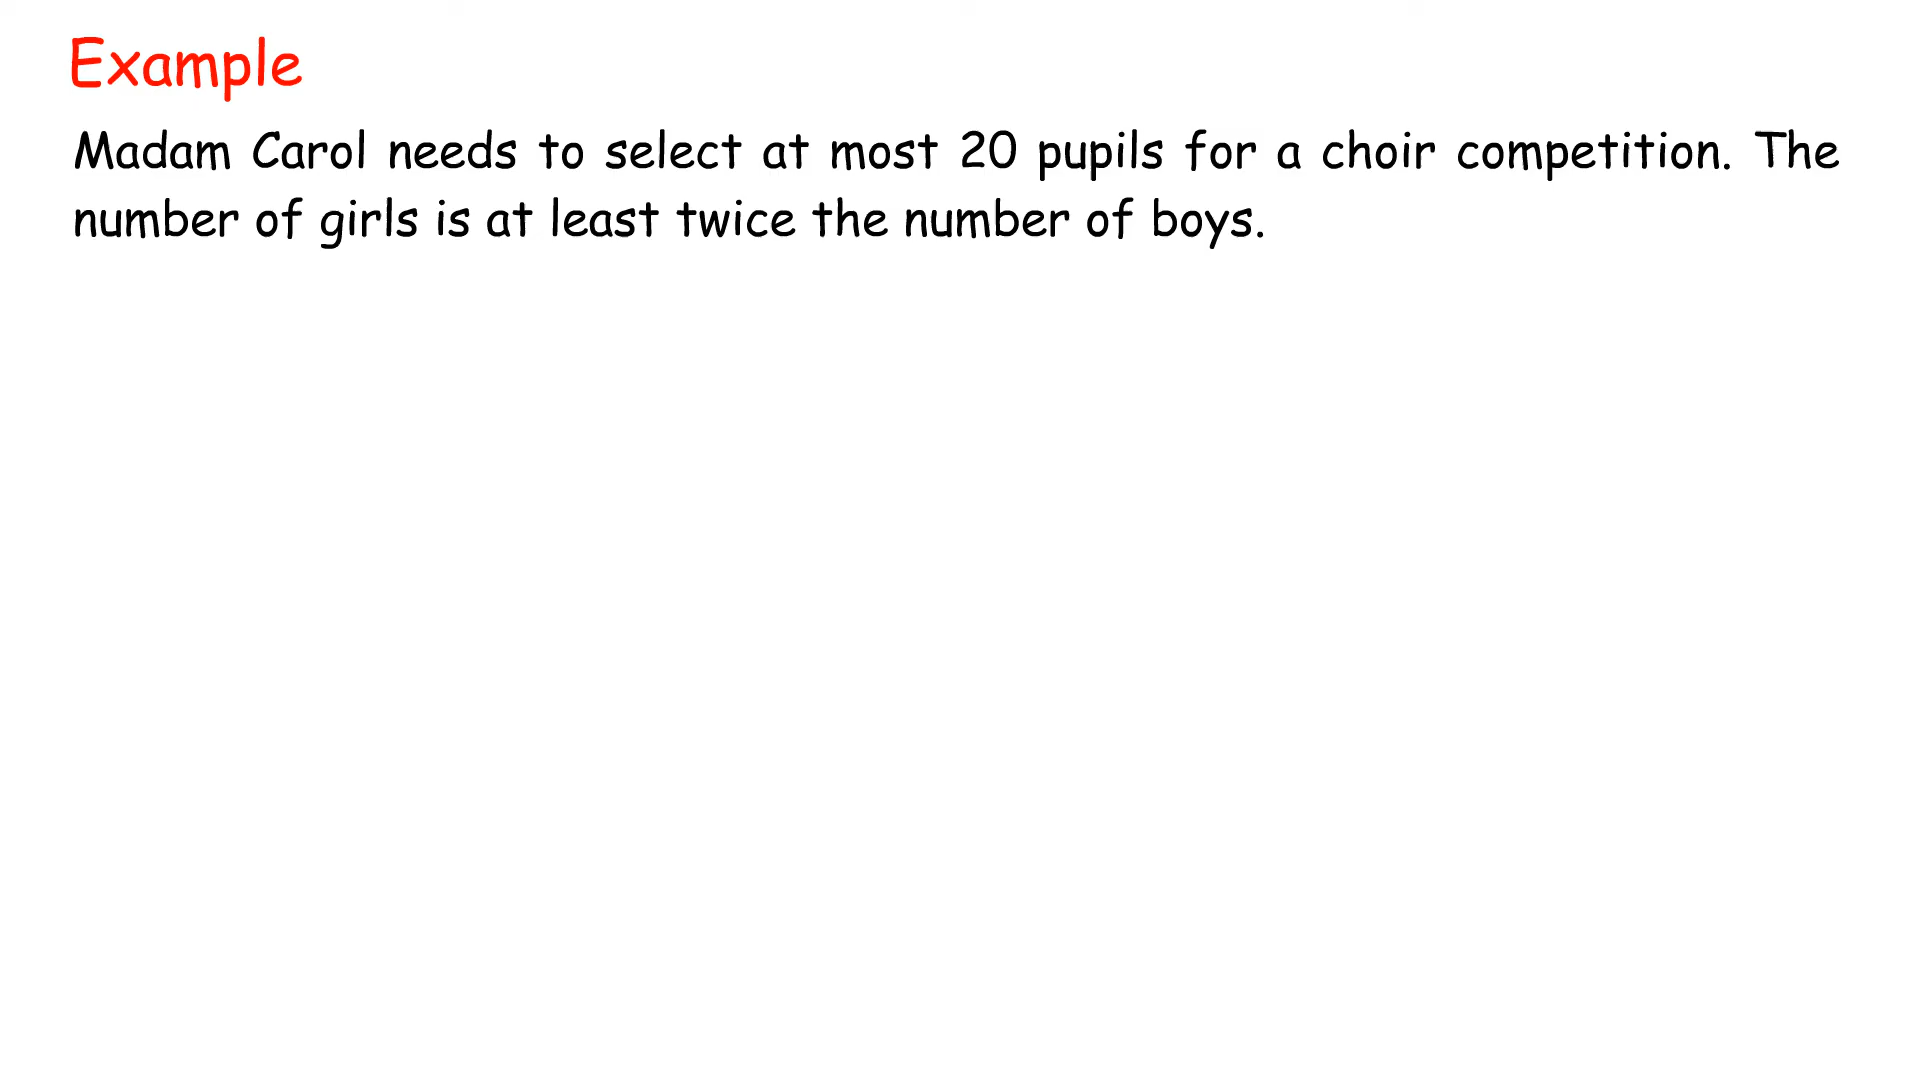 Example
Madam Carol needs to select at most 20 pupils for a choir competition. The
number of girls is at least twice the number of boys.